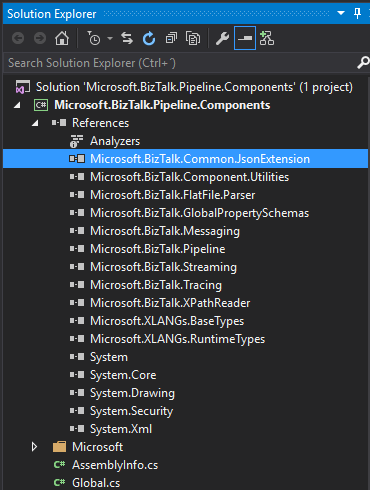 Solution Explorer
Search Solution Explorer (Ctrl+´)
Solution 'Microsoft.BizTalk.Pipeline.Components' (1 project)
C# Microsoft.BizTalk.Pipeline.Components
References
Analyzers
Microsoft.BizTalk.Common.JsonExtension
Microsoft.BizTalk.Component.Utilities
Microsoft.BizTalk.FlatFile.Parser
Microsoft.BizTalk.GlobalPropertySchemas
Microsoft.BizTalk.Messaging
Microsoft.BizTalk.Pipeline
Microsoft.BizTalk.Streaming
Microsoft.BizTalk.Tracing
Microsoft.BizTalk.XPathReader
Microsoft.XLANGs.BaseTypes
Microsoft.XLANGs.RuntimeTypes
System
System.Core
System.Drawing
System.Security
System.Xml
Microsoft
C# AssemblyInfo.cs
C# Global.cs